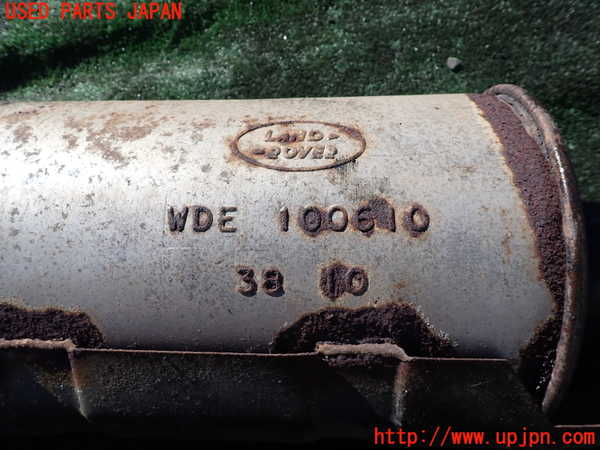 USED PARTS JAPAN
LAND-
-ROVER
WDE 100610
38 10
http://www.upjpn.com